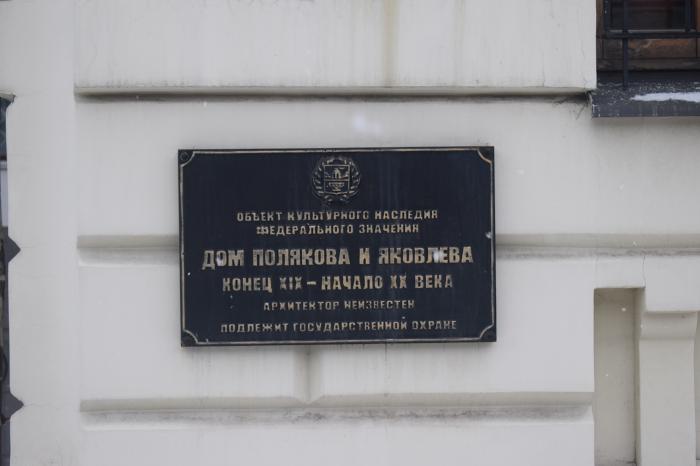 ОБЪЕКТ КУЛЬТУРНОГО НАСЛЕДИЯ
ФЕДЕРАЛЬНОГО ЗНАЧЕНИЯ
ДОМ ПОЛЯКОВА И ЯКОВЛЕВА
КОНЕЦ XIX – НАЧАЛО XX ВЕКА
АРХИТЕКТОР НЕИЗВЕСТЕН
ПОДЛЕЖИТ ГОСУДАРСТВЕННОЙ ОХРАНЕ